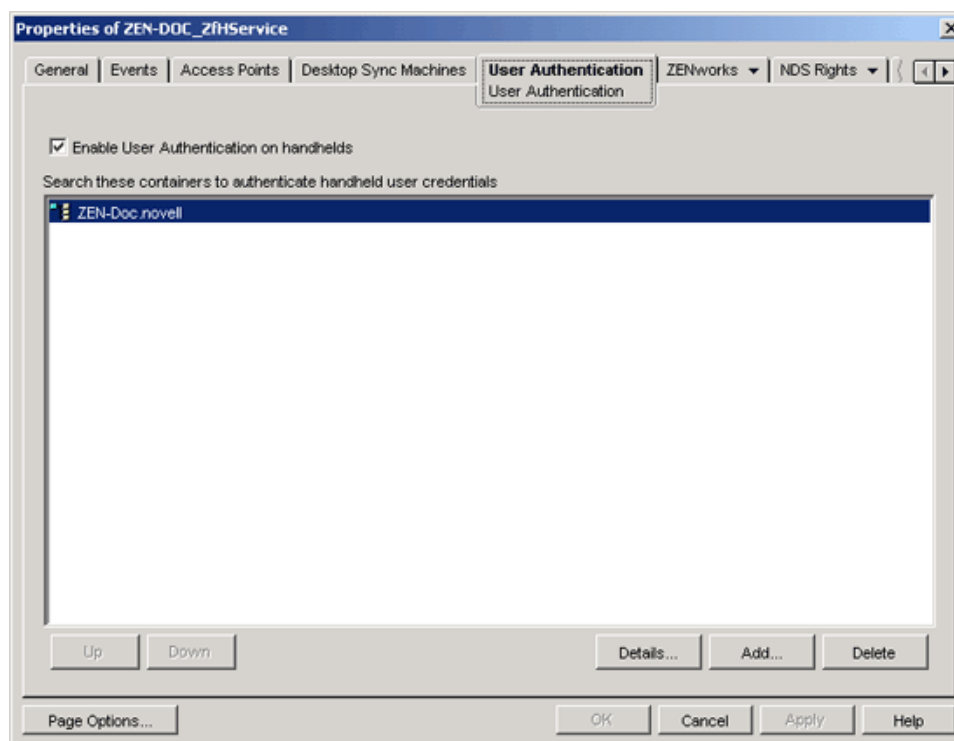 Properties of ZEN-DOC_ZfHService
General Events Access Points Desktop Sync Machines User Authentication ZENworks NDS Rights
User Authentication
Enable User Authentication on handhelds
Search these containers to authenticate handheld user credentials
ZEN-Doc.novell
Up Down Details... Add... Delete
Page Options... OK Cancel Apply Help